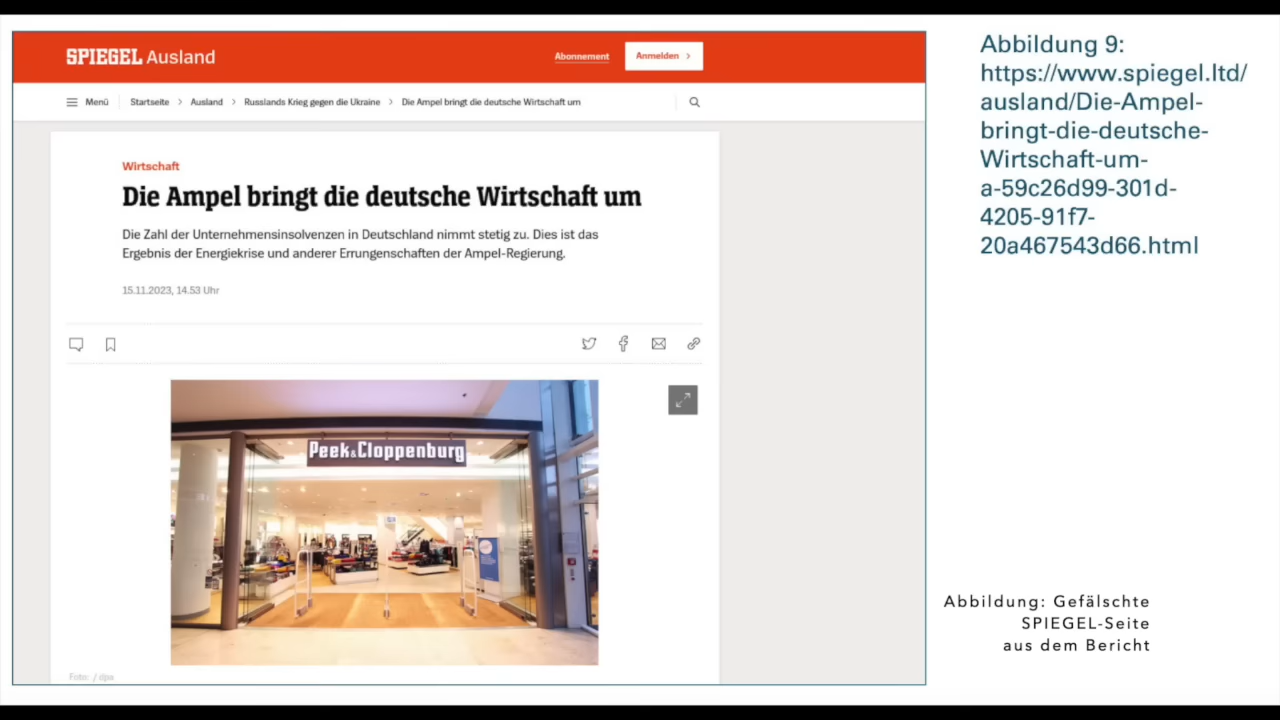 SPIEGEL Ausland
Abonnement
Anmelden
Menü
Startseite > Ausland > Russlands Krieg gegen die Ukraine > Die Ampel bringt die deutsche Wirtschaft um
Wirtschaft
Die Ampel bringt die deutsche Wirtschaft um
Die Zahl der Unternehmensinsolvenzen in Deutschland nimmt stetig zu. Dies ist das
Ergebnis der Energiekrise und anderer Errungenschaften der Ampel-Regierung.
15.11.2023, 14.53 Uhr
Peek&Cloppenburg
Foto: / dpa
Abbildung 9:
https://www.spiegel.ltd/
ausland/Die-Ampel-
bringt-die-deutsche-
Wirtschaft-um-
a-59c26d99-301d-
4205-91f7-
20a467543d66.html
Abbildung: Gefälschte
SPIEGEL-Seite
aus dem Bericht